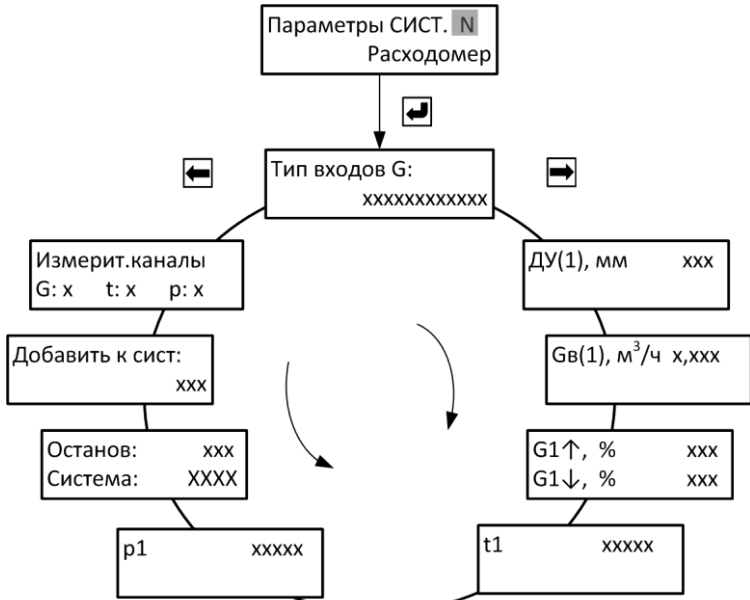 Параметры СИСТ. N
Расходомер
Тип входов G:
xxxxxxxxxxxx
Измерит.каналы
G: x t: x p: x
ДУ(1), мм xxx
Добавить к сист:
xxx
Gв(1), м³/ч x,xxx
Останов: xxx
Система: XXXX
G1↑, % xxx
G1↓, % xxx
p1 xxxxx
t1 xxxxx